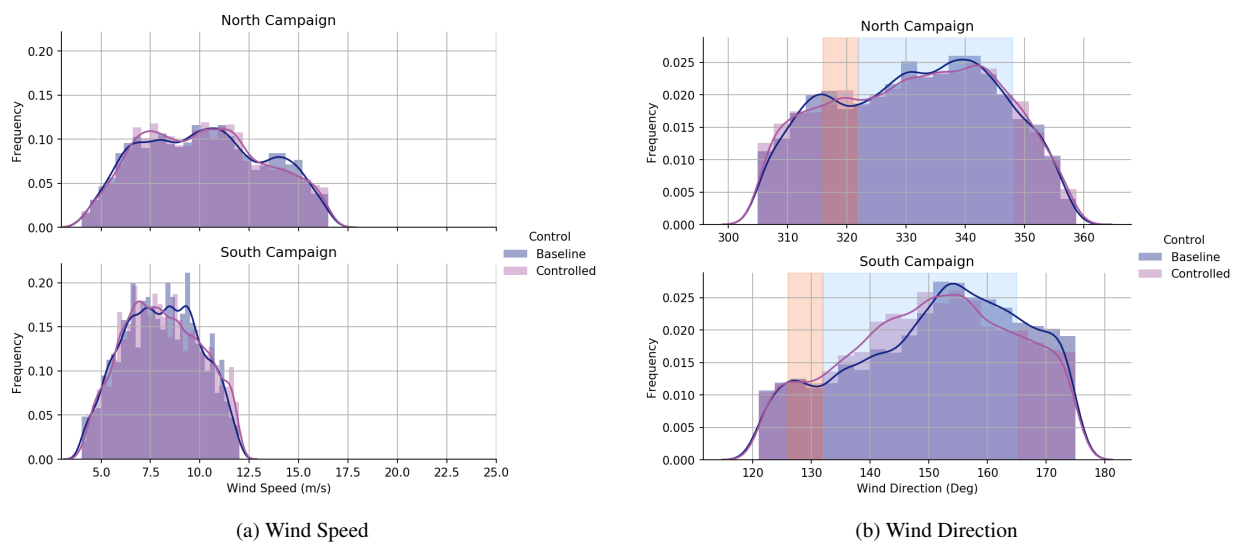 North Campaign
0.20
0.15
0.10
0.05
0.00
Frequency
South Campaign
0.20
0.15
0.10
0.05
0.00
Frequency
5.0 7.5 10.0 12.5 15.0 17.5 20.0 22.5 25.0
Wind Speed (m/s)
Control
Baseline
Controlled
(a) Wind Speed
North Campaign
0.025
0.020
0.015
0.010
0.005
0.000
Frequency
300 310 320 330 340 350 360
South Campaign
0.025
0.020
0.015
0.010
0.005
0.000
Frequency
120 130 140 150 160 170 180
Wind Direction (Deg)
Control
Baseline
Controlled
(b) Wind Direction